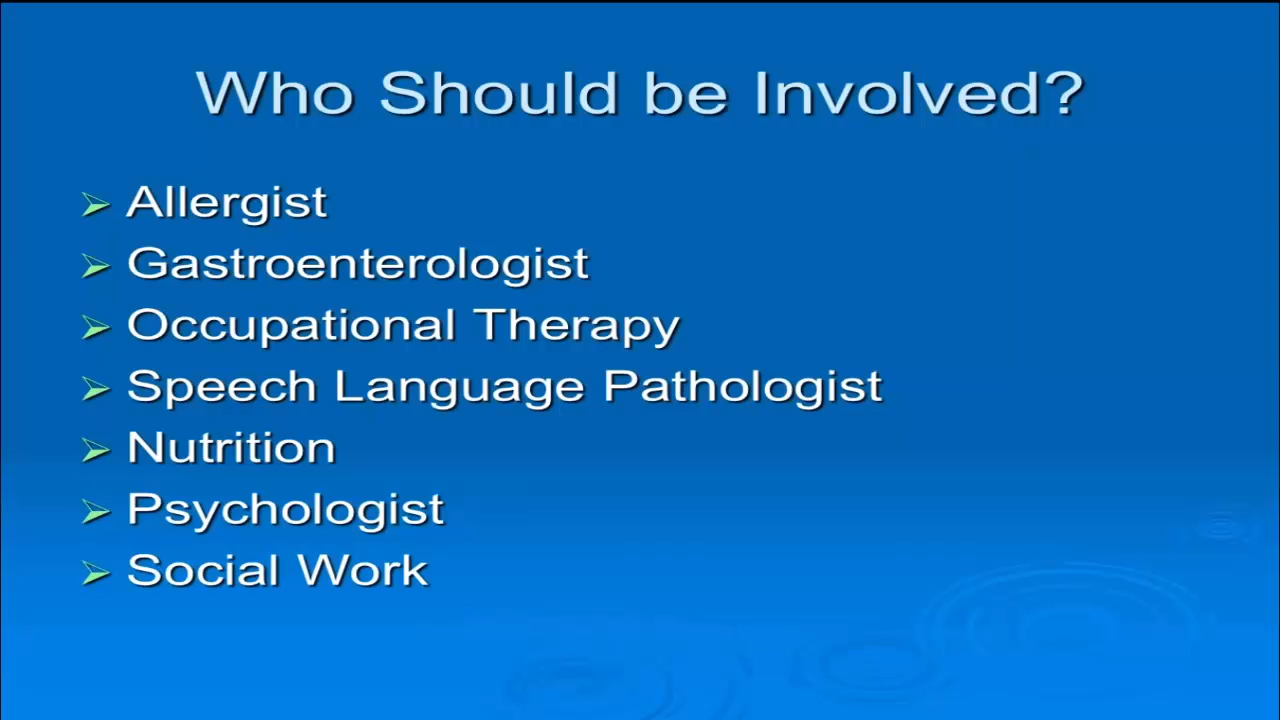 Who Should be Involved?
Allergist
Gastroenterologist
Occupational Therapy
Speech Language Pathologist
Nutrition
Psychologist
Social Work